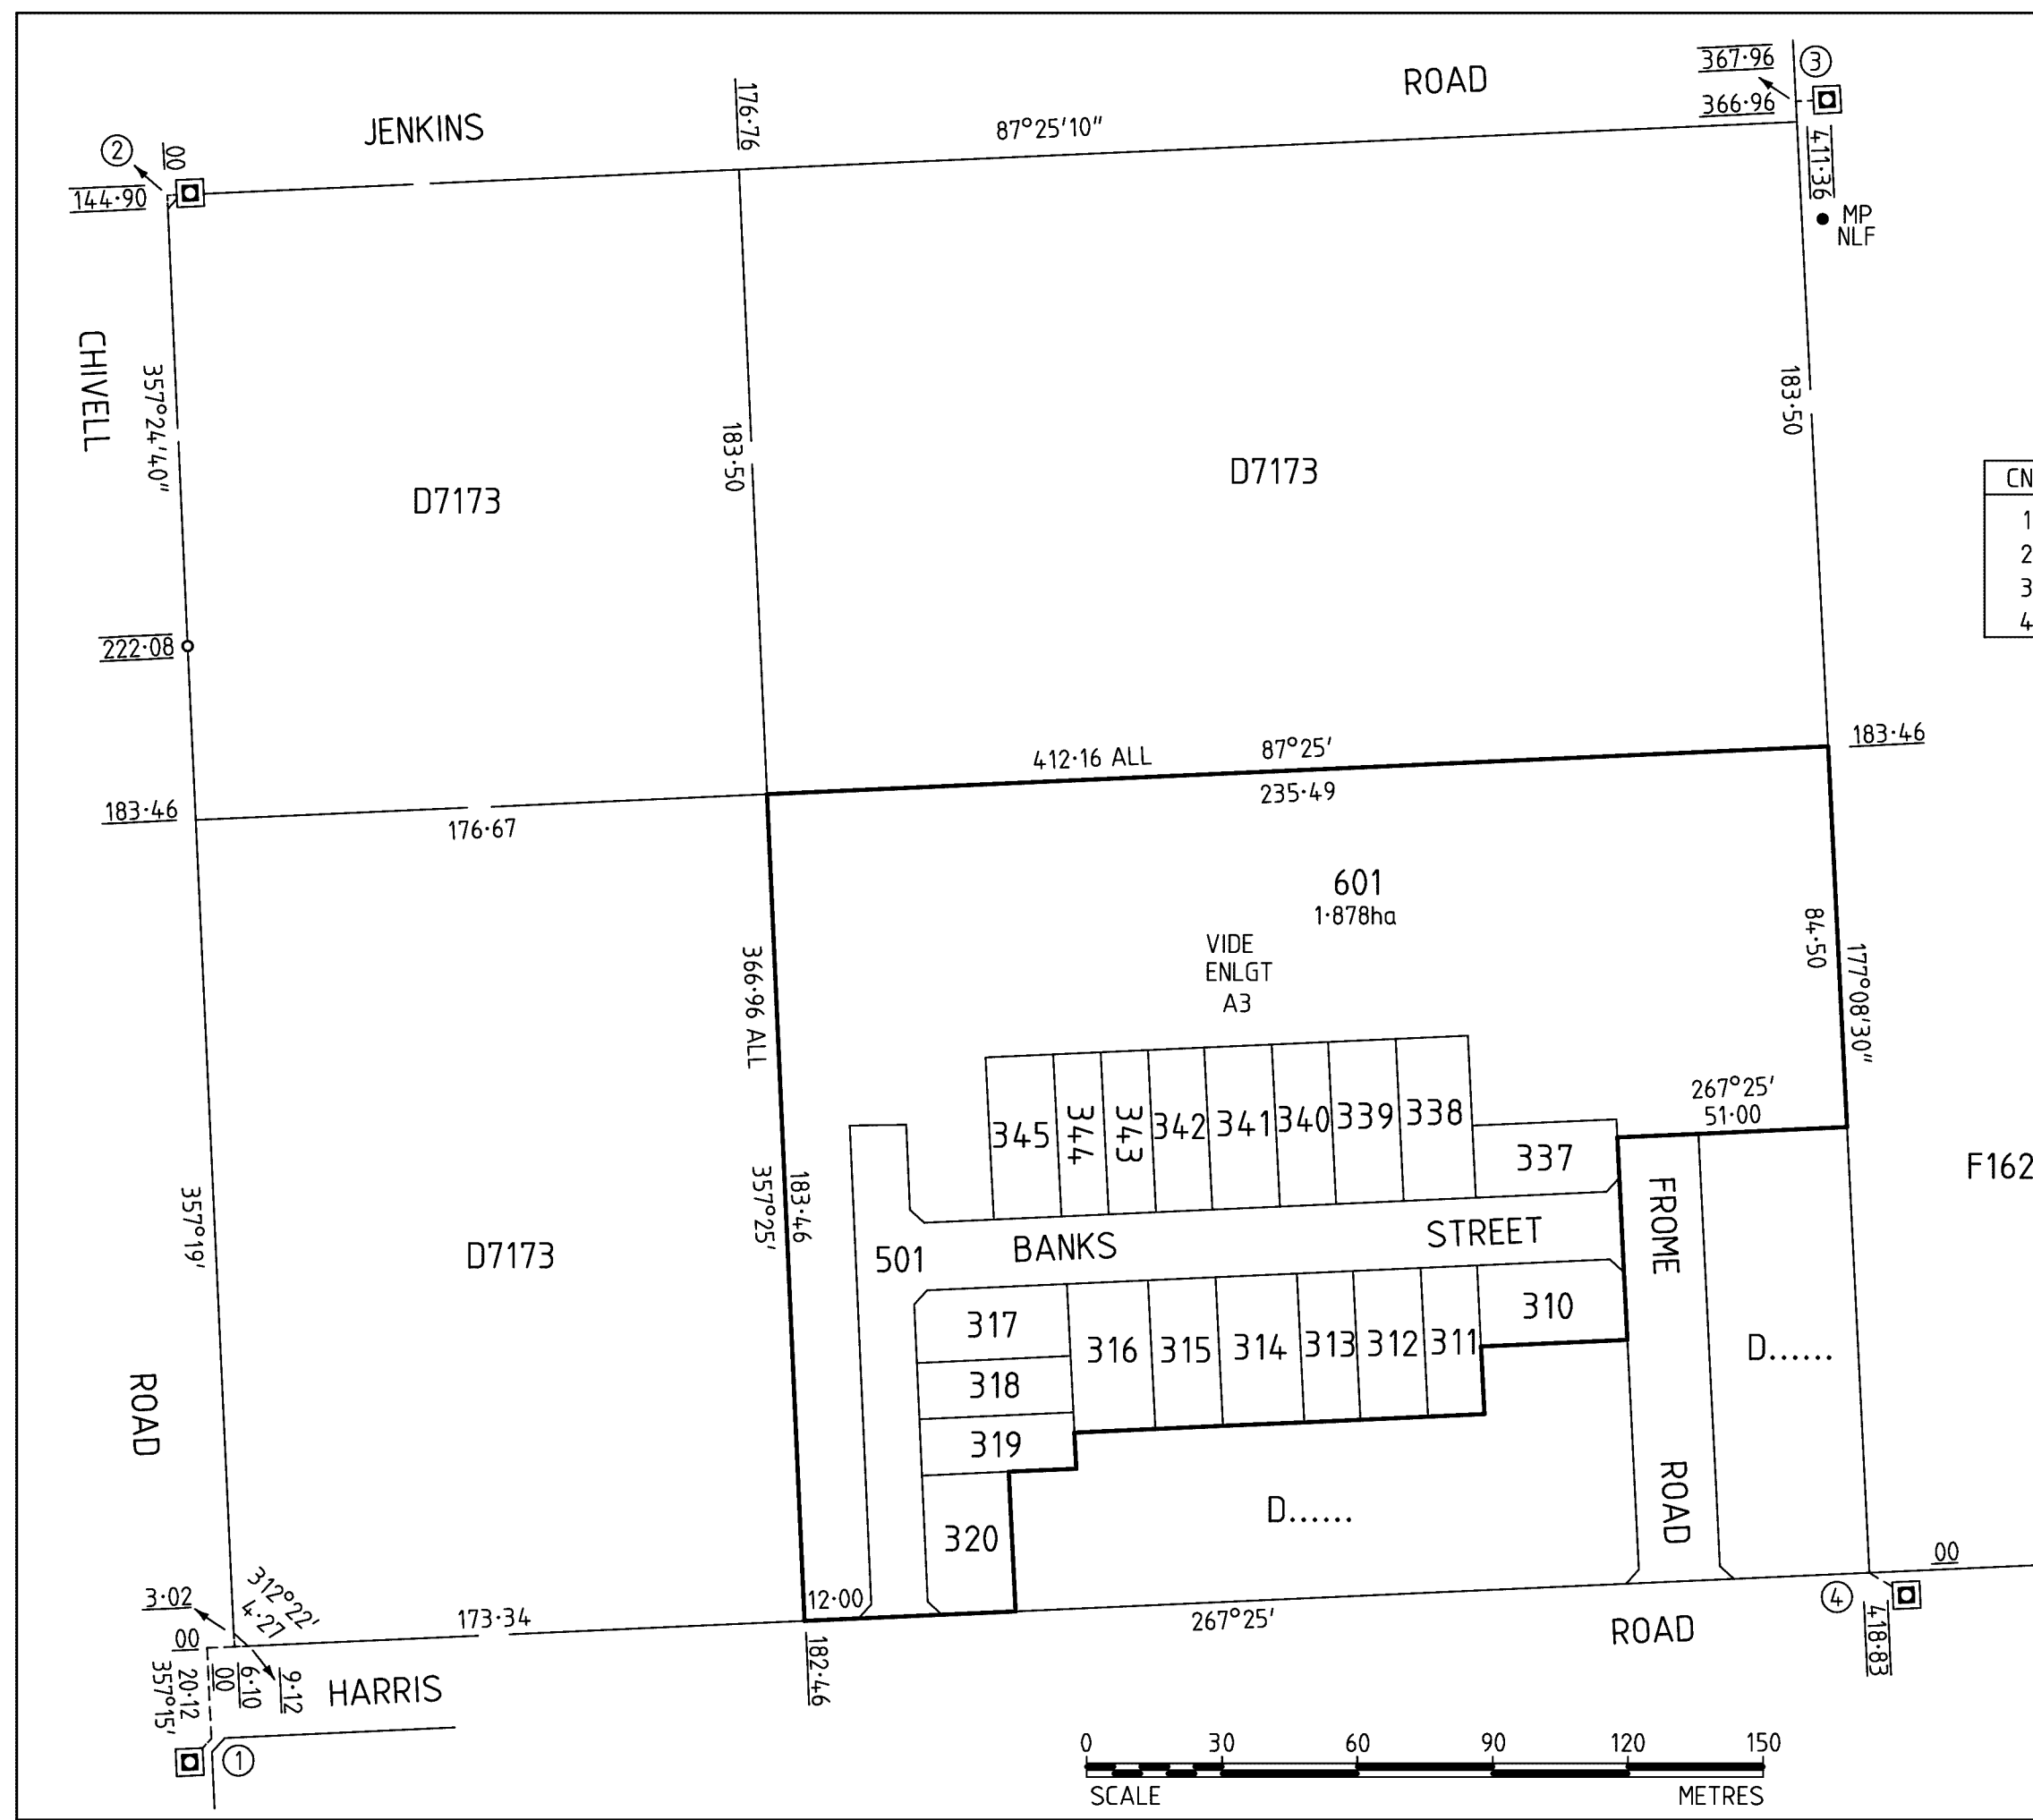 367·96
3
ROAD
176·76
366·96
87°25'10"
JENKINS
411·36
2
00
144·90
MP
NLF
CHIVELL
357°24'40"
183·50
183·50
D7173
D7173
CN
1
2
3
4
222·08
183·46
412·16 ALL
87°25'
235·49
183·46
176·67
601
1·878ha
84·50
VIDE
ENLGT
A3
366·96 ALL
177°08'30"
267°25'
51·00
345
344
343
342
341
340
339
338
337
F162
357°19'
357°25'
183·46
FROME
D7173
501
BANKS
STREET
317
316
315
314
313
312
311
310
D......
318
319
ROAD
320
D......
ROAD
00
3·02
312°22'
4·27
173·34
12·00
267°25'
4
418·83
ROAD
182·46
00
20·12
357°15'
00
6·10
9·12
HARRIS
1
0 30 60 90 120 150
SCALE METRES